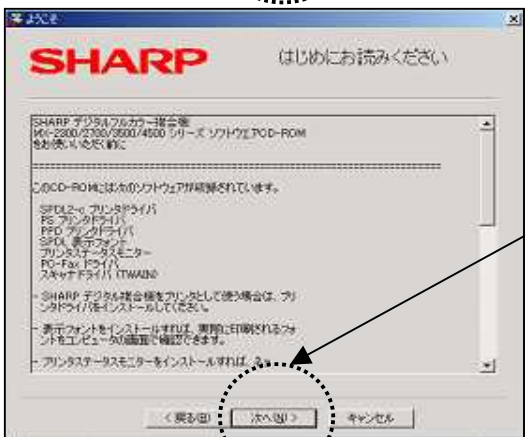 ようこそ
SHARP
はじめにお読みください
SHARP デジタルフルカラー複合機
MX-2300/2700/3500/4500 シリーズ ソフトウェアCD-ROM
をお使いいただく前に
このCD-ROMには次のソフトウェアが収録されています。
SPDL2-c プリンタドライバ
PS プリンタドライバ
PPD プリンタドライバ
SPDL 表示フォント
プリンタステータスモニター
PC-Fax ドライバ
スキャナドライバ (TWAIN)
- SHARP デジタル複合機をプリンタとして使う場合は、プリ
ンタドライバをインストールしてください。
- 表示フォントをインストールすれば、実際に印刷されるフォ
ントをコンピュータの画面で確認できます。
- プリンタステータスモニターをインストールすれば、ネッ
< 戻る(B)
次へ(N) >
キャンセル